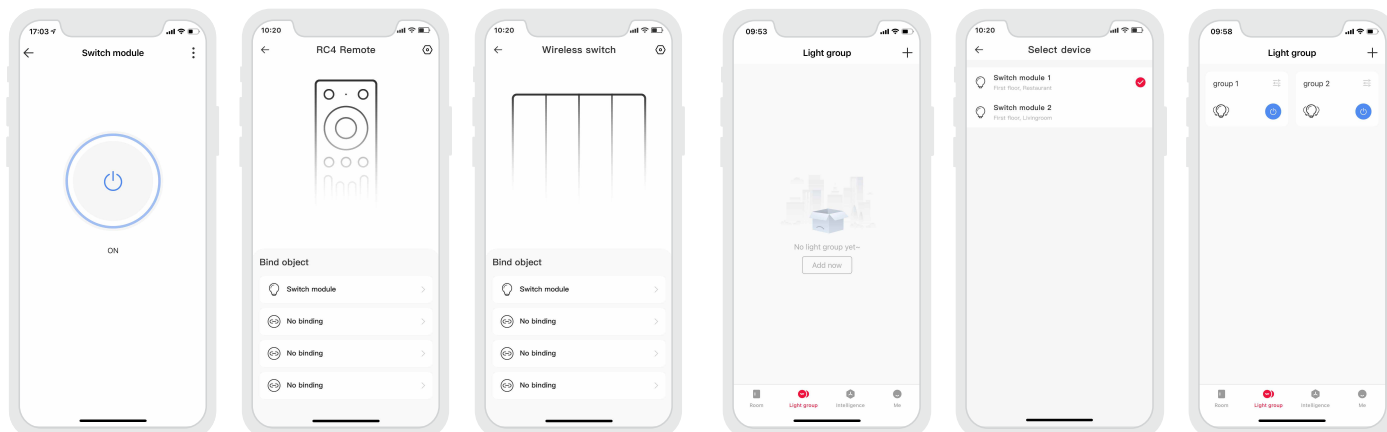 17:03
Switch module
ON
10:20
RC4 Remote
Bind object
Switch module
No binding
No binding
No binding
10:20
Wireless switch
Bind object
Switch module
No binding
No binding
No binding
09:53
Light group
No light group yet~
Add now
Room
Light group
Intelligence
Me
10:20
Select device
Switch module 1
First floor, Restaurant
Switch module 2
First floor, Livingroom
09:58
Light group
group 1
group 2
Room
Light group
Intelligence
Me